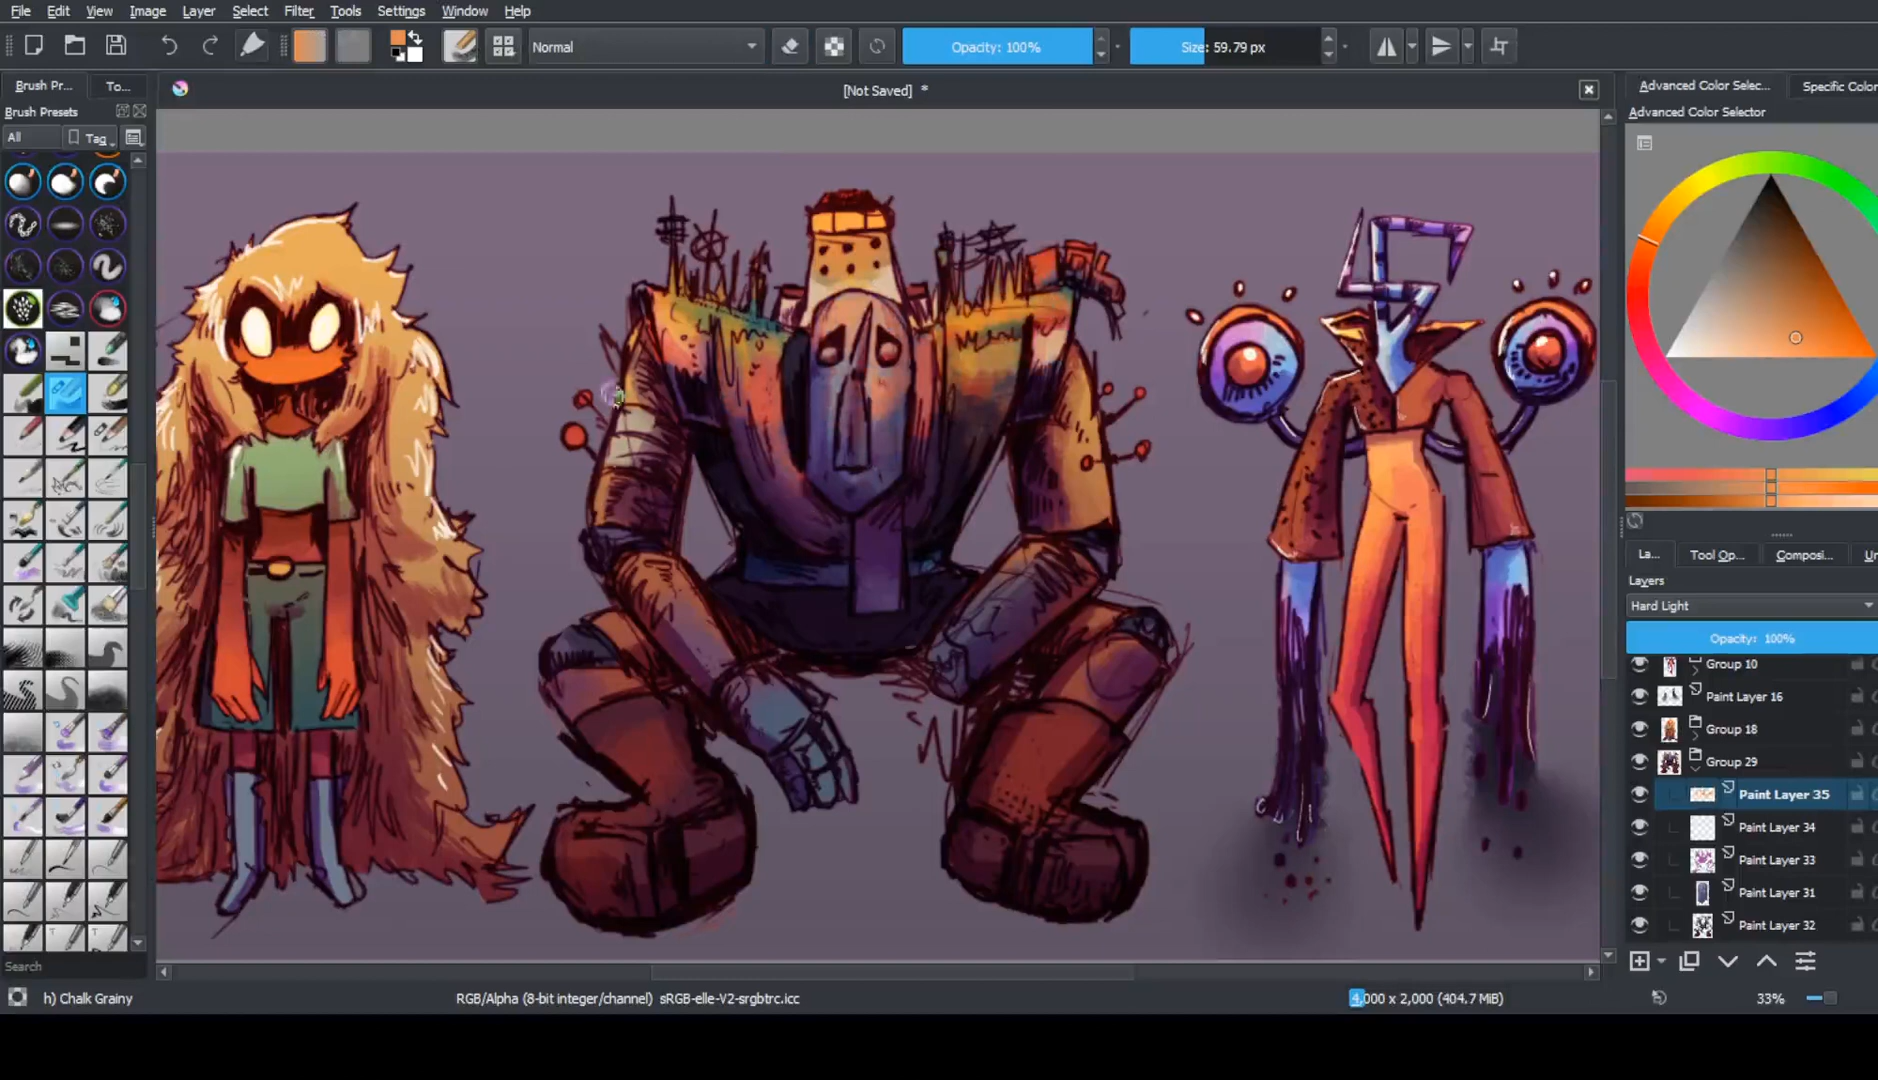 File Edit View Image Layer Select Filter Tools Settings Window Help
Normal
Opacity: 100%
Size: 59.79 px
Brush Pr... To...
[Not Saved] *
Advanced Color Selec... Specific Color
Brush Presets
Advanced Color Selector
All Tag
La... Tool Op... Composi... Ur
Layers
Hard Light
Opacity: 100%
Group 10
Paint Layer 16
Group 18
Group 29
Paint Layer 35
Paint Layer 34
Paint Layer 33
Paint Layer 31
Paint Layer 32
Search
h) Chalk Grainy
RGB/Alpha (8-bit integer/channel) sRGB-elle-V2-srgbtrc.icc
4,000 x 2,000 (404.7 MiB)
33%